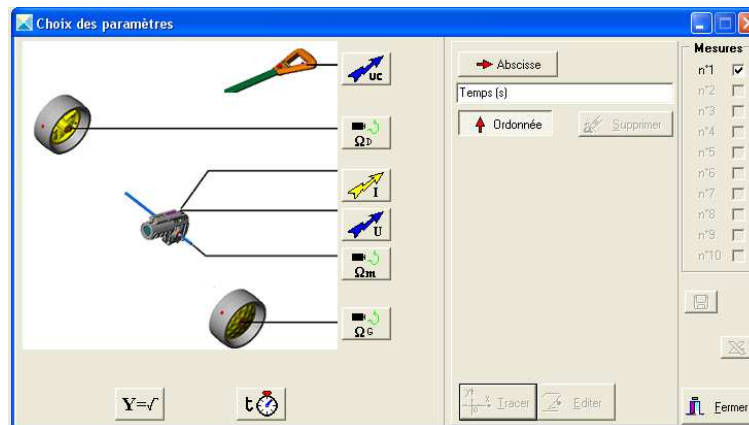 Choix des paramètres
uc
ΩD
I
U
Ωm
ΩG
Y=√
t
Abscisse
Temps (s)
Ordonnée
Supprimer
Tracer
Editer
Mesures
n°1
n°2
n°3
n°4
n°5
n°6
n°7
n°8
n°9
n°10
Fermer